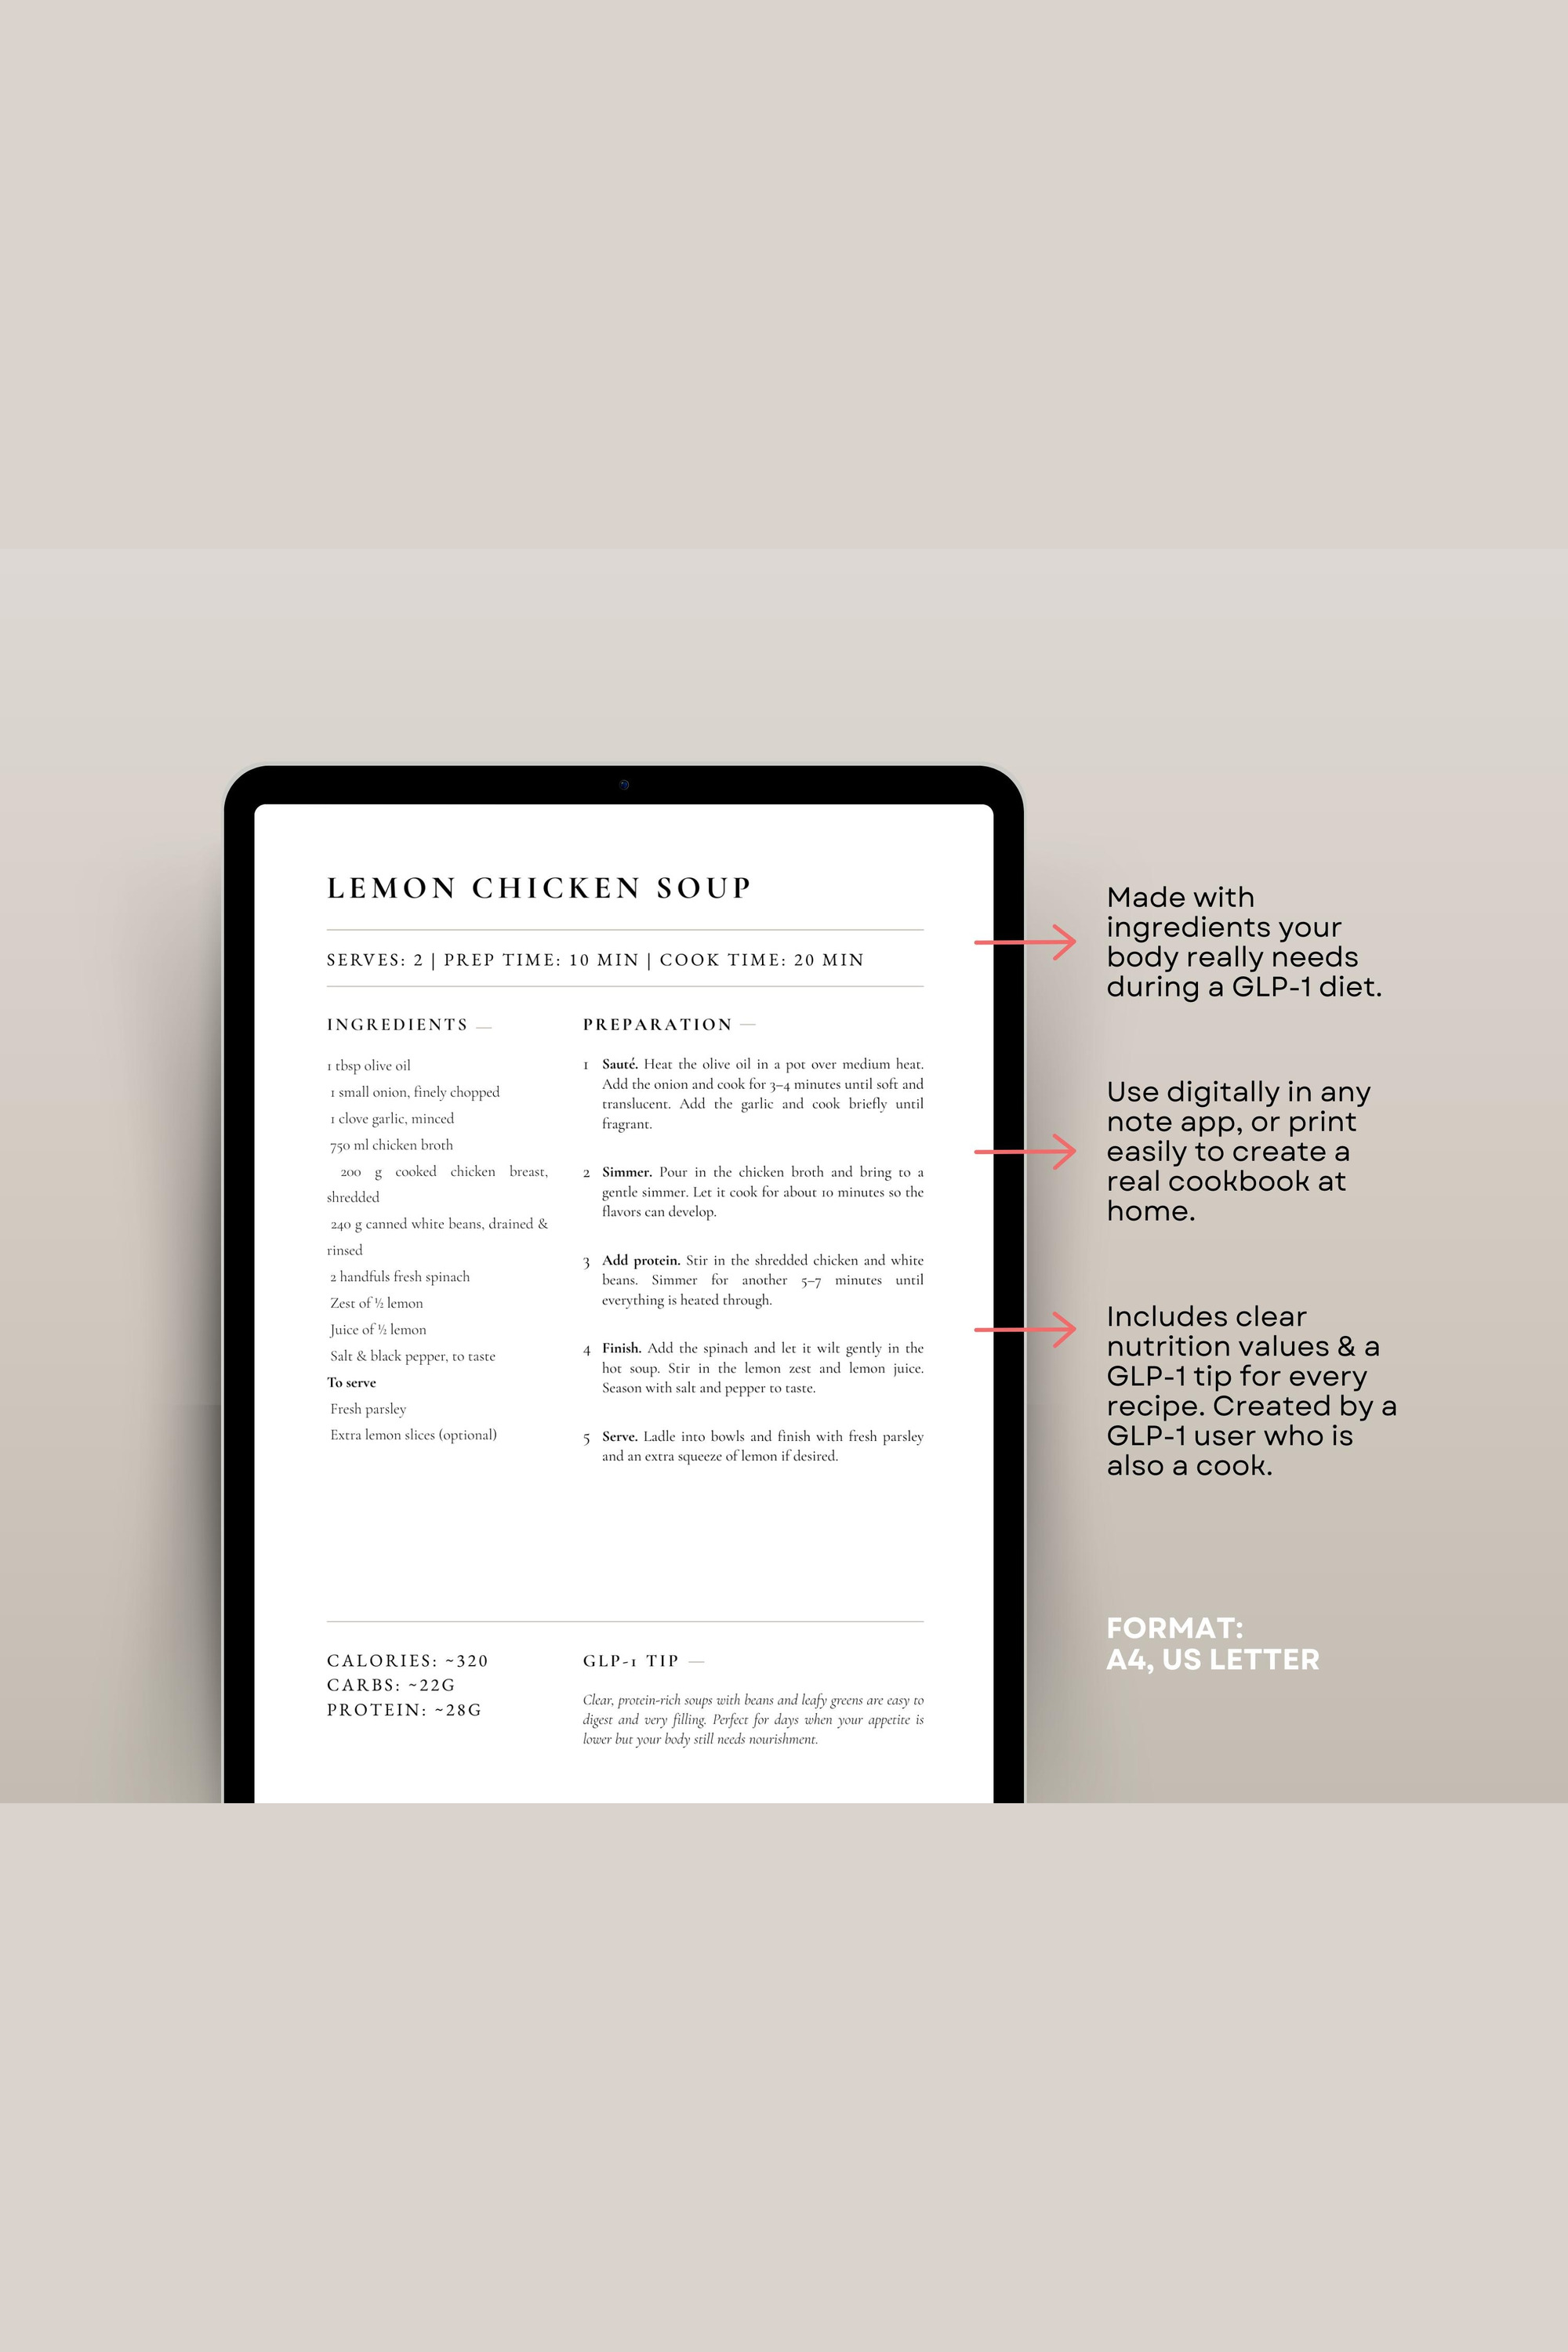 LEMON CHICKEN SOUP
SERVES: 2 | PREP TIME: 10 MIN | COOK TIME: 20 MIN
INGREDIENTS —
1 tbsp olive oil
1 small onion, finely chopped
1 clove garlic, minced
750 ml chicken broth
200 g cooked chicken breast,
shredded
240 g canned white beans, drained &
rinsed
2 handfuls fresh spinach
Zest of ½ lemon
Juice of ½ lemon
Salt & black pepper, to taste
To serve
Fresh parsley
Extra lemon slices (optional)
PREPARATION —
1 Sauté. Heat the olive oil in a pot over medium heat.
Add the onion and cook for 3–4 minutes until soft and
translucent. Add the garlic and cook briefly until
fragrant.
2 Simmer. Pour in the chicken broth and bring to a
gentle simmer. Let it cook for about 10 minutes so the
flavors can develop.
3 Add protein. Stir in the shredded chicken and white
beans. Simmer for another 5–7 minutes until
everything is heated through.
4 Finish. Add the spinach and let it wilt gently in the
hot soup. Stir in the lemon zest and lemon juice.
Season with salt and pepper to taste.
5 Serve. Ladle into bowls and finish with fresh parsley
and an extra squeeze of lemon if desired.
CALORIES: ~320
CARBS: ~22G
PROTEIN: ~28G
GLP-1 TIP —
Clear, protein-rich soups with beans and leafy greens are easy to
digest and very filling. Perfect for days when your appetite is
lower but your body still needs nourishment.
Made with
ingredients your
body really needs
during a GLP-1 diet.
Use digitally in any
note app, or print
easily to create a
real cookbook at
home.
Includes clear
nutrition values & a
GLP-1 tip for every
recipe. Created by a
GLP-1 user who is
also a cook.
FORMAT:
A4, US LETTER